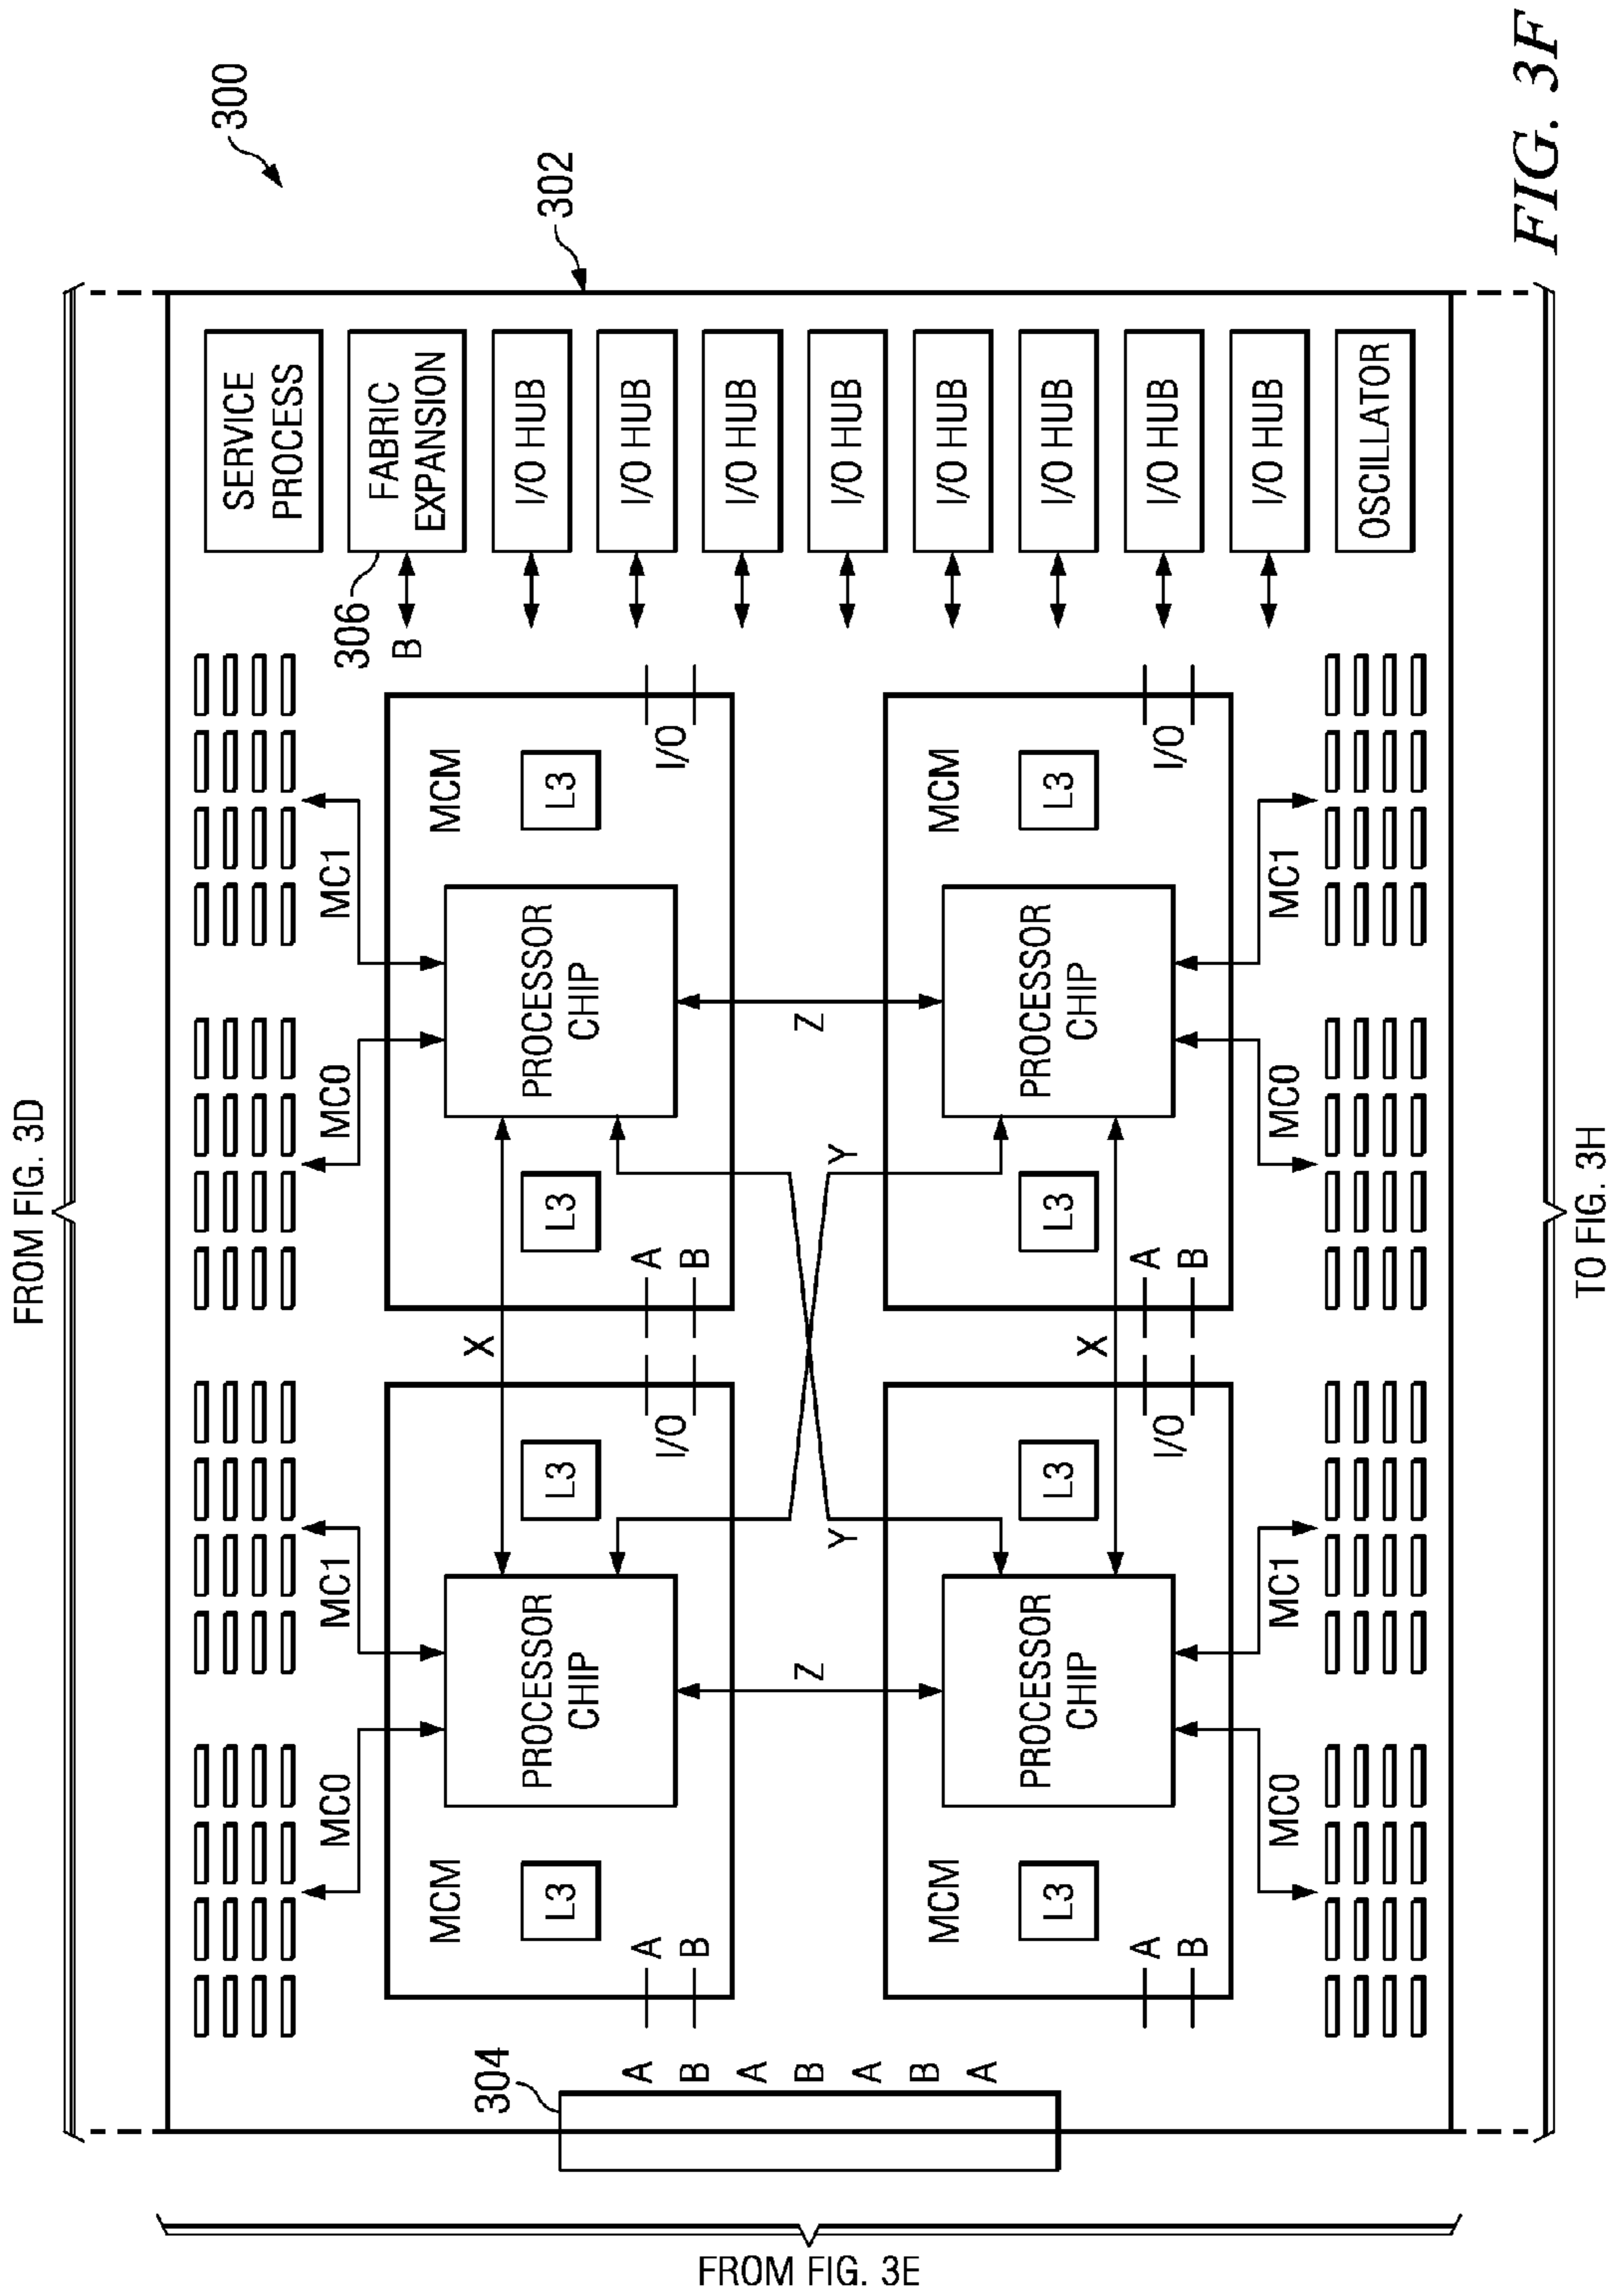 FROM FIG. 3D
300
SERVICE
PROCESS
MC0
MC1
MC0
MC1
306
B
FABRIC
EXPANSION
MCM
MCM
X
304
302
L3
PROCESSOR
CHIP
L3
L3
PROCESSOR
CHIP
L3
I/O HUB
I/O HUB
A
B
I/O
A
B
I/O
A
B
A
B
A
B
A
I/O HUB
Z
Z
Y
Y
I/O HUB
MCM
MCM
I/O HUB
L3
PROCESSOR
CHIP
L3
L3
PROCESSOR
CHIP
L3
I/O HUB
X
A
B
I/O
A
B
I/O
I/O HUB
I/O HUB
MC0
MC1
MC0
MC1
OSCILLATOR
FROM FIG. 3E
TO FIG. 3H
FIG. 3F